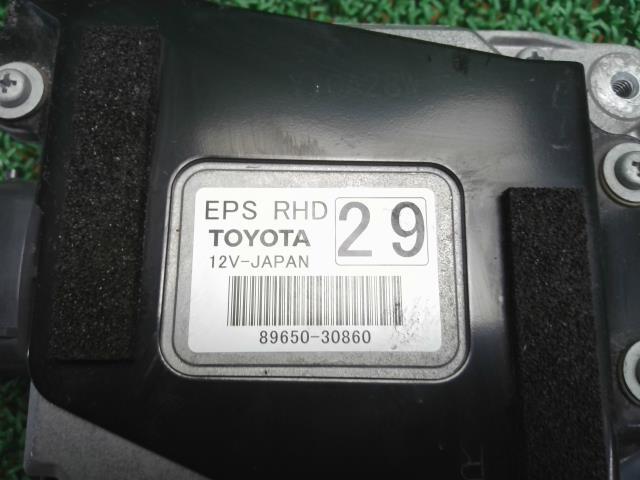 EPS RHD 29
TOYOTA
12V-JAPAN
89650-30860